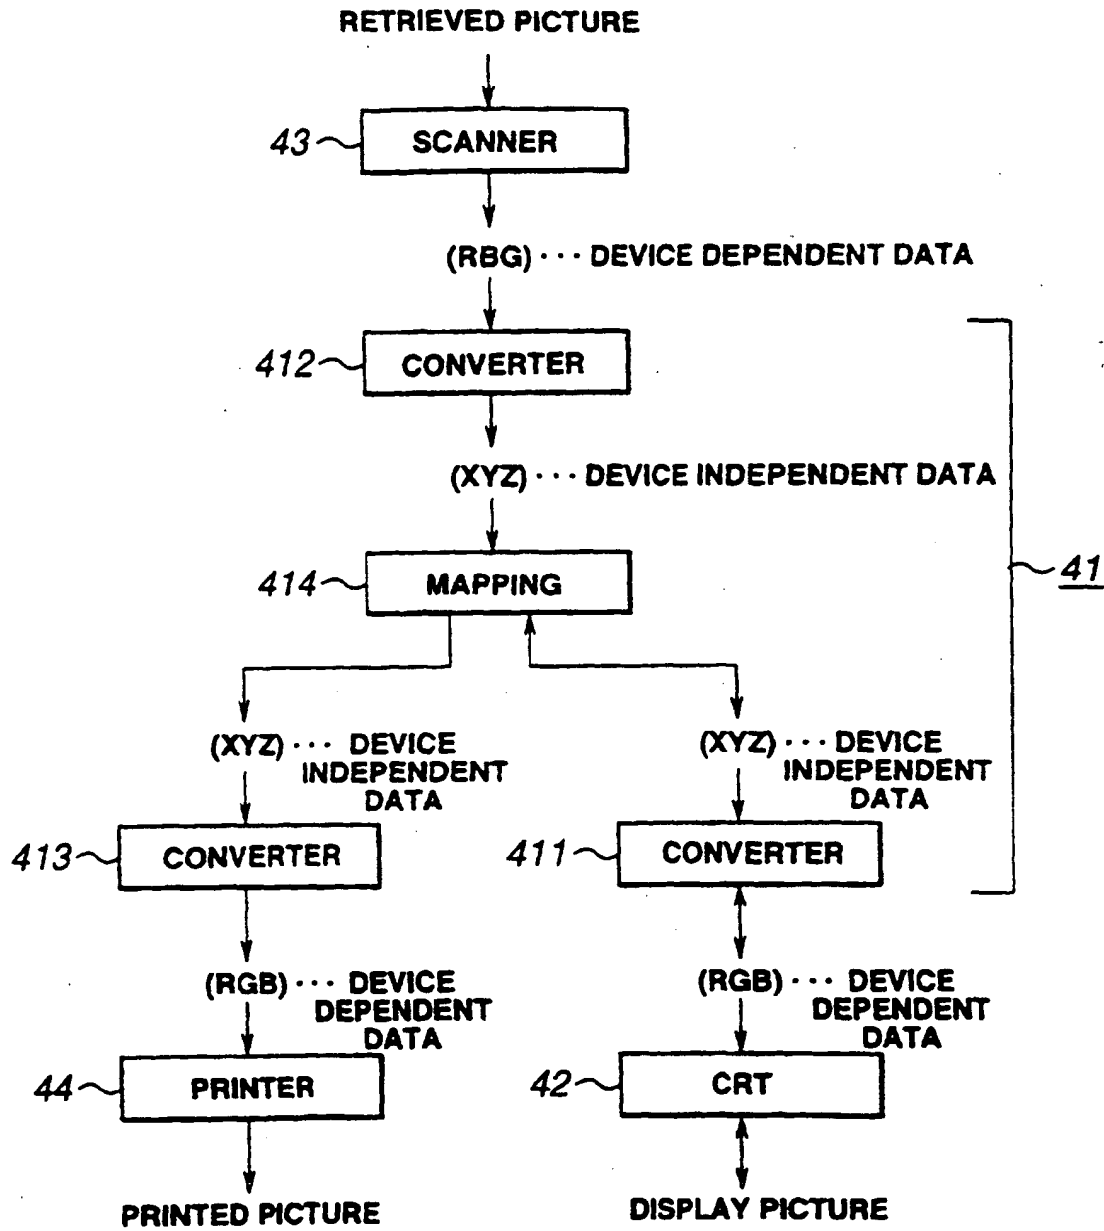 RETRIEVED PICTURE
43 SCANNER
(RBG) ··· DEVICE DEPENDENT DATA
412 CONVERTER
(XYZ) ··· DEVICE INDEPENDENT DATA
414 MAPPING
41
(XYZ) ··· DEVICE
INDEPENDENT
DATA
(XYZ) ··· DEVICE
INDEPENDENT
DATA
413 CONVERTER
411 CONVERTER
(RGB) ··· DEVICE
DEPENDENT
DATA
(RGB) ··· DEVICE
DEPENDENT
DATA
44 PRINTER
42 CRT
PRINTED PICTURE
DISPLAY PICTURE